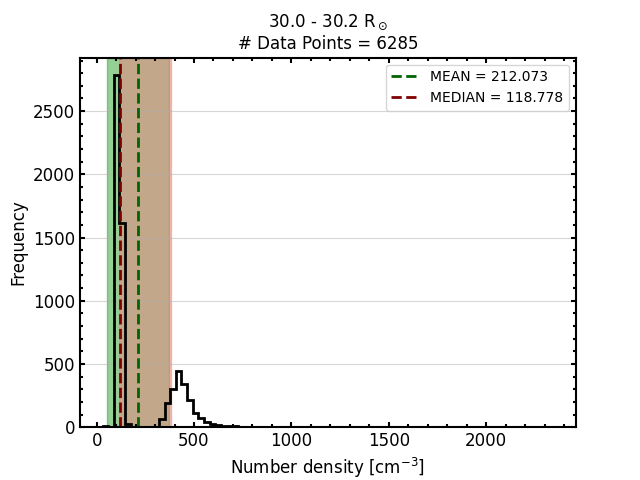 30.0 - 30.2 R⊙
# Data Points = 6285
MEAN = 212.073
MEDIAN = 118.778
2500
2000
1500
1000
500
0
Frequency
0 500 1000 1500 2000
Number density [cm⁻³]